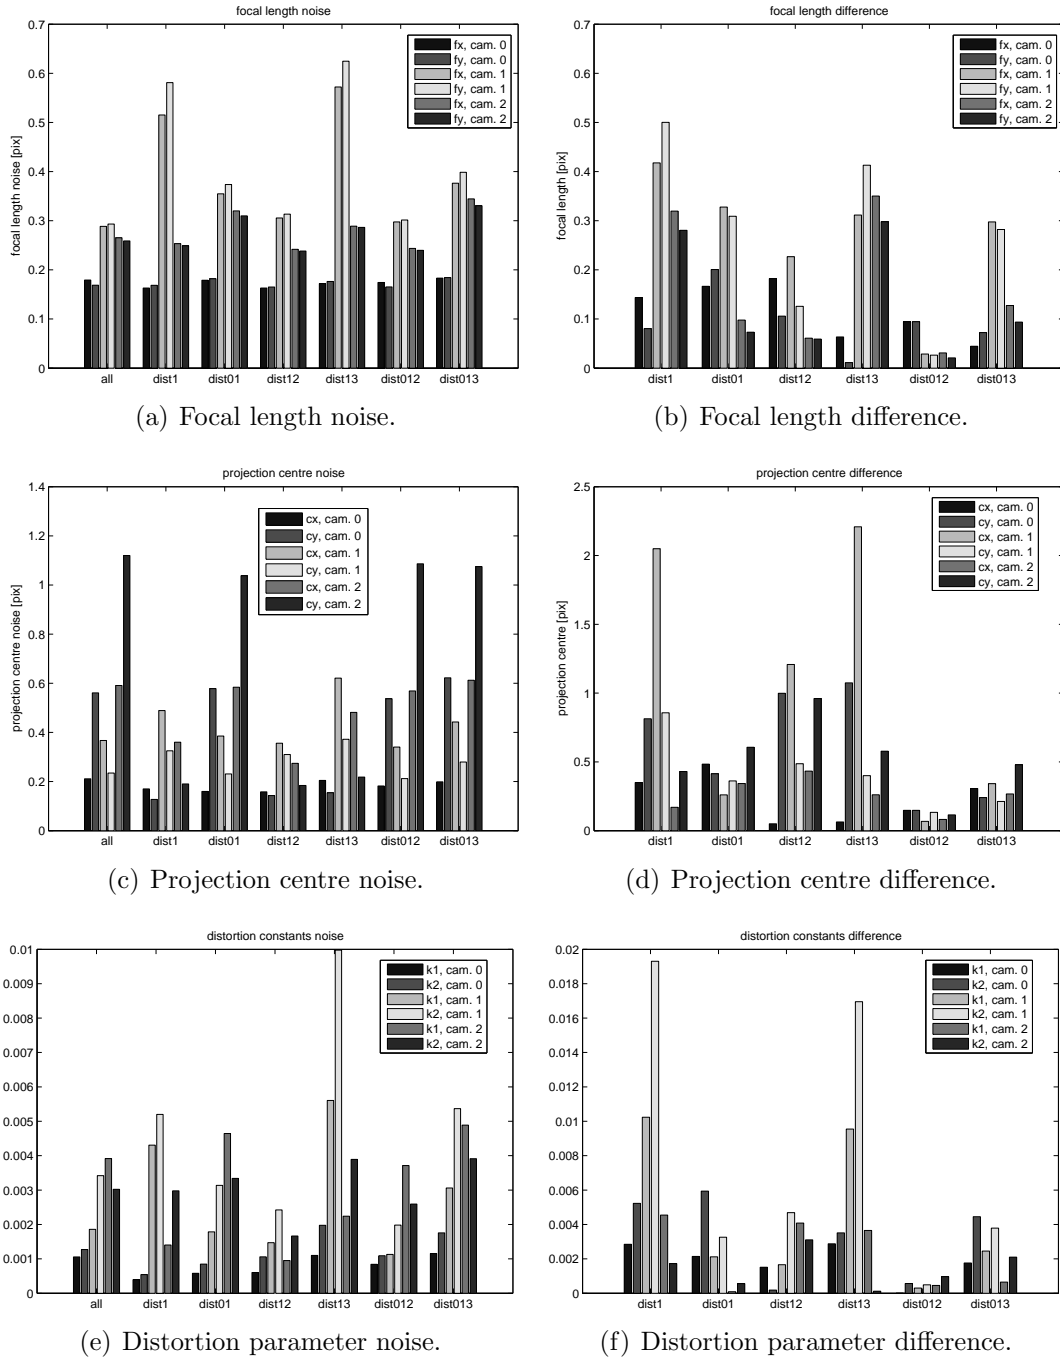 focal length noise
0.7
0.6
0.5
0.4
0.3
0.2
0.1
0
focal length noise [pix]
fx, cam. 0
fy, cam. 0
fx, cam. 1
fy, cam. 1
fx, cam. 2
fy, cam. 2
all dist1 dist01 dist12 dist13 dist012 dist013
(a) Focal length noise.
focal length difference
0.7
0.6
0.5
0.4
0.3
0.2
0.1
0
focal length [pix]
fx, cam. 0
fy, cam. 0
fx, cam. 1
fy, cam. 1
fx, cam. 2
fy, cam. 2
dist1 dist01 dist12 dist13 dist012 dist013
(b) Focal length difference.
projection centre noise
1.4
1.2
1
0.8
0.6
0.4
0.2
0
projection centre noise [pix]
cx, cam. 0
cy, cam. 0
cx, cam. 1
cy, cam. 1
cx, cam. 2
cy, cam. 2
all dist1 dist01 dist12 dist13 dist012 dist013
(c) Projection centre noise.
projection centre difference
2.5
2
1.5
1
0.5
0
projection centre [pix]
cx, cam. 0
cy, cam. 0
cx, cam. 1
cy, cam. 1
cx, cam. 2
cy, cam. 2
dist1 dist01 dist12 dist13 dist012 dist013
(d) Projection centre difference.
distortion constants noise
0.01
0.009
0.008
0.007
0.006
0.005
0.004
0.003
0.002
0.001
0
k1, cam. 0
k2, cam. 0
k1, cam. 1
k2, cam. 1
k1, cam. 2
k2, cam. 2
all dist1 dist01 dist12 dist13 dist012 dist013
(e) Distortion parameter noise.
distortion constants difference
0.02
0.018
0.016
0.014
0.012
0.01
0.008
0.006
0.004
0.002
0
k1, cam. 0
k2, cam. 0
k1, cam. 1
k2, cam. 1
k1, cam. 2
k2, cam. 2
dist1 dist01 dist12 dist13 dist012 dist013
(f) Distortion parameter difference.